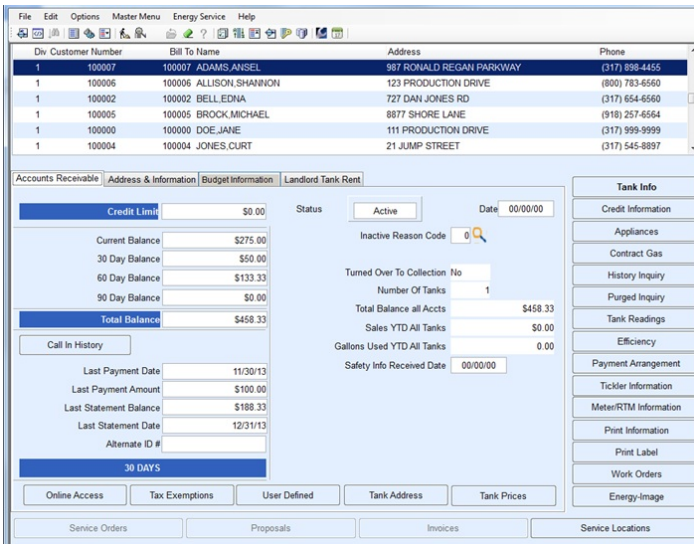 File Edit Options Master Menu Energy Service Help
Div Customer Number Bill To Name Address Phone
1 100007 100007 ADAMS,ANSEL 987 RONALD REGAN PARKWAY (317) 898-4455
1 100006 100006 ALLISON,SHANNON 123 PRODUCTION DRIVE (800) 783-6560
1 100002 100002 BELL,EDNA 727 DAN JONES RD (317) 654-6560
1 100005 100005 BROCK,MICHAEL 8877 SHORE LANE (918) 257-6564
1 100000 100000 DOE,JANE 111 PRODUCTION DRIVE (317) 999-9999
1 100004 100004 JONES,CURT 21 JUMP STREET (317) 545-8897
Accounts Receivable Address & Information Budget Information Landlord Tank Rent
Credit Limit $0.00
Current Balance $275.00
30 Day Balance $50.00
60 Day Balance $133.33
90 Day Balance $0.00
Total Balance $458.33
Call In History
Last Payment Date 11/30/13
Last Payment Amount $100.00
Last Statement Balance $188.33
Last Statement Date 12/31/13
Alternate ID #
30 DAYS
Status Active Date 00/00/00
Inactive Reason Code 0
Turned Over To Collection No
Number Of Tanks 1
Total Balance all Accts $458.33
Sales YTD All Tanks $0.00
Gallons Used YTD All Tanks 0.00
Safety Info Received Date 00/00/00
Online Access Tax Exemptions User Defined Tank Address Tank Prices
Tank Info
Credit Information
Appliances
Contract Gas
History Inquiry
Purged Inquiry
Tank Readings
Efficiency
Payment Arrangement
Tickler Information
Meter/RTM Information
Print Information
Print Label
Work Orders
Energy-Image
Service Orders Proposals Invoices Service Locations